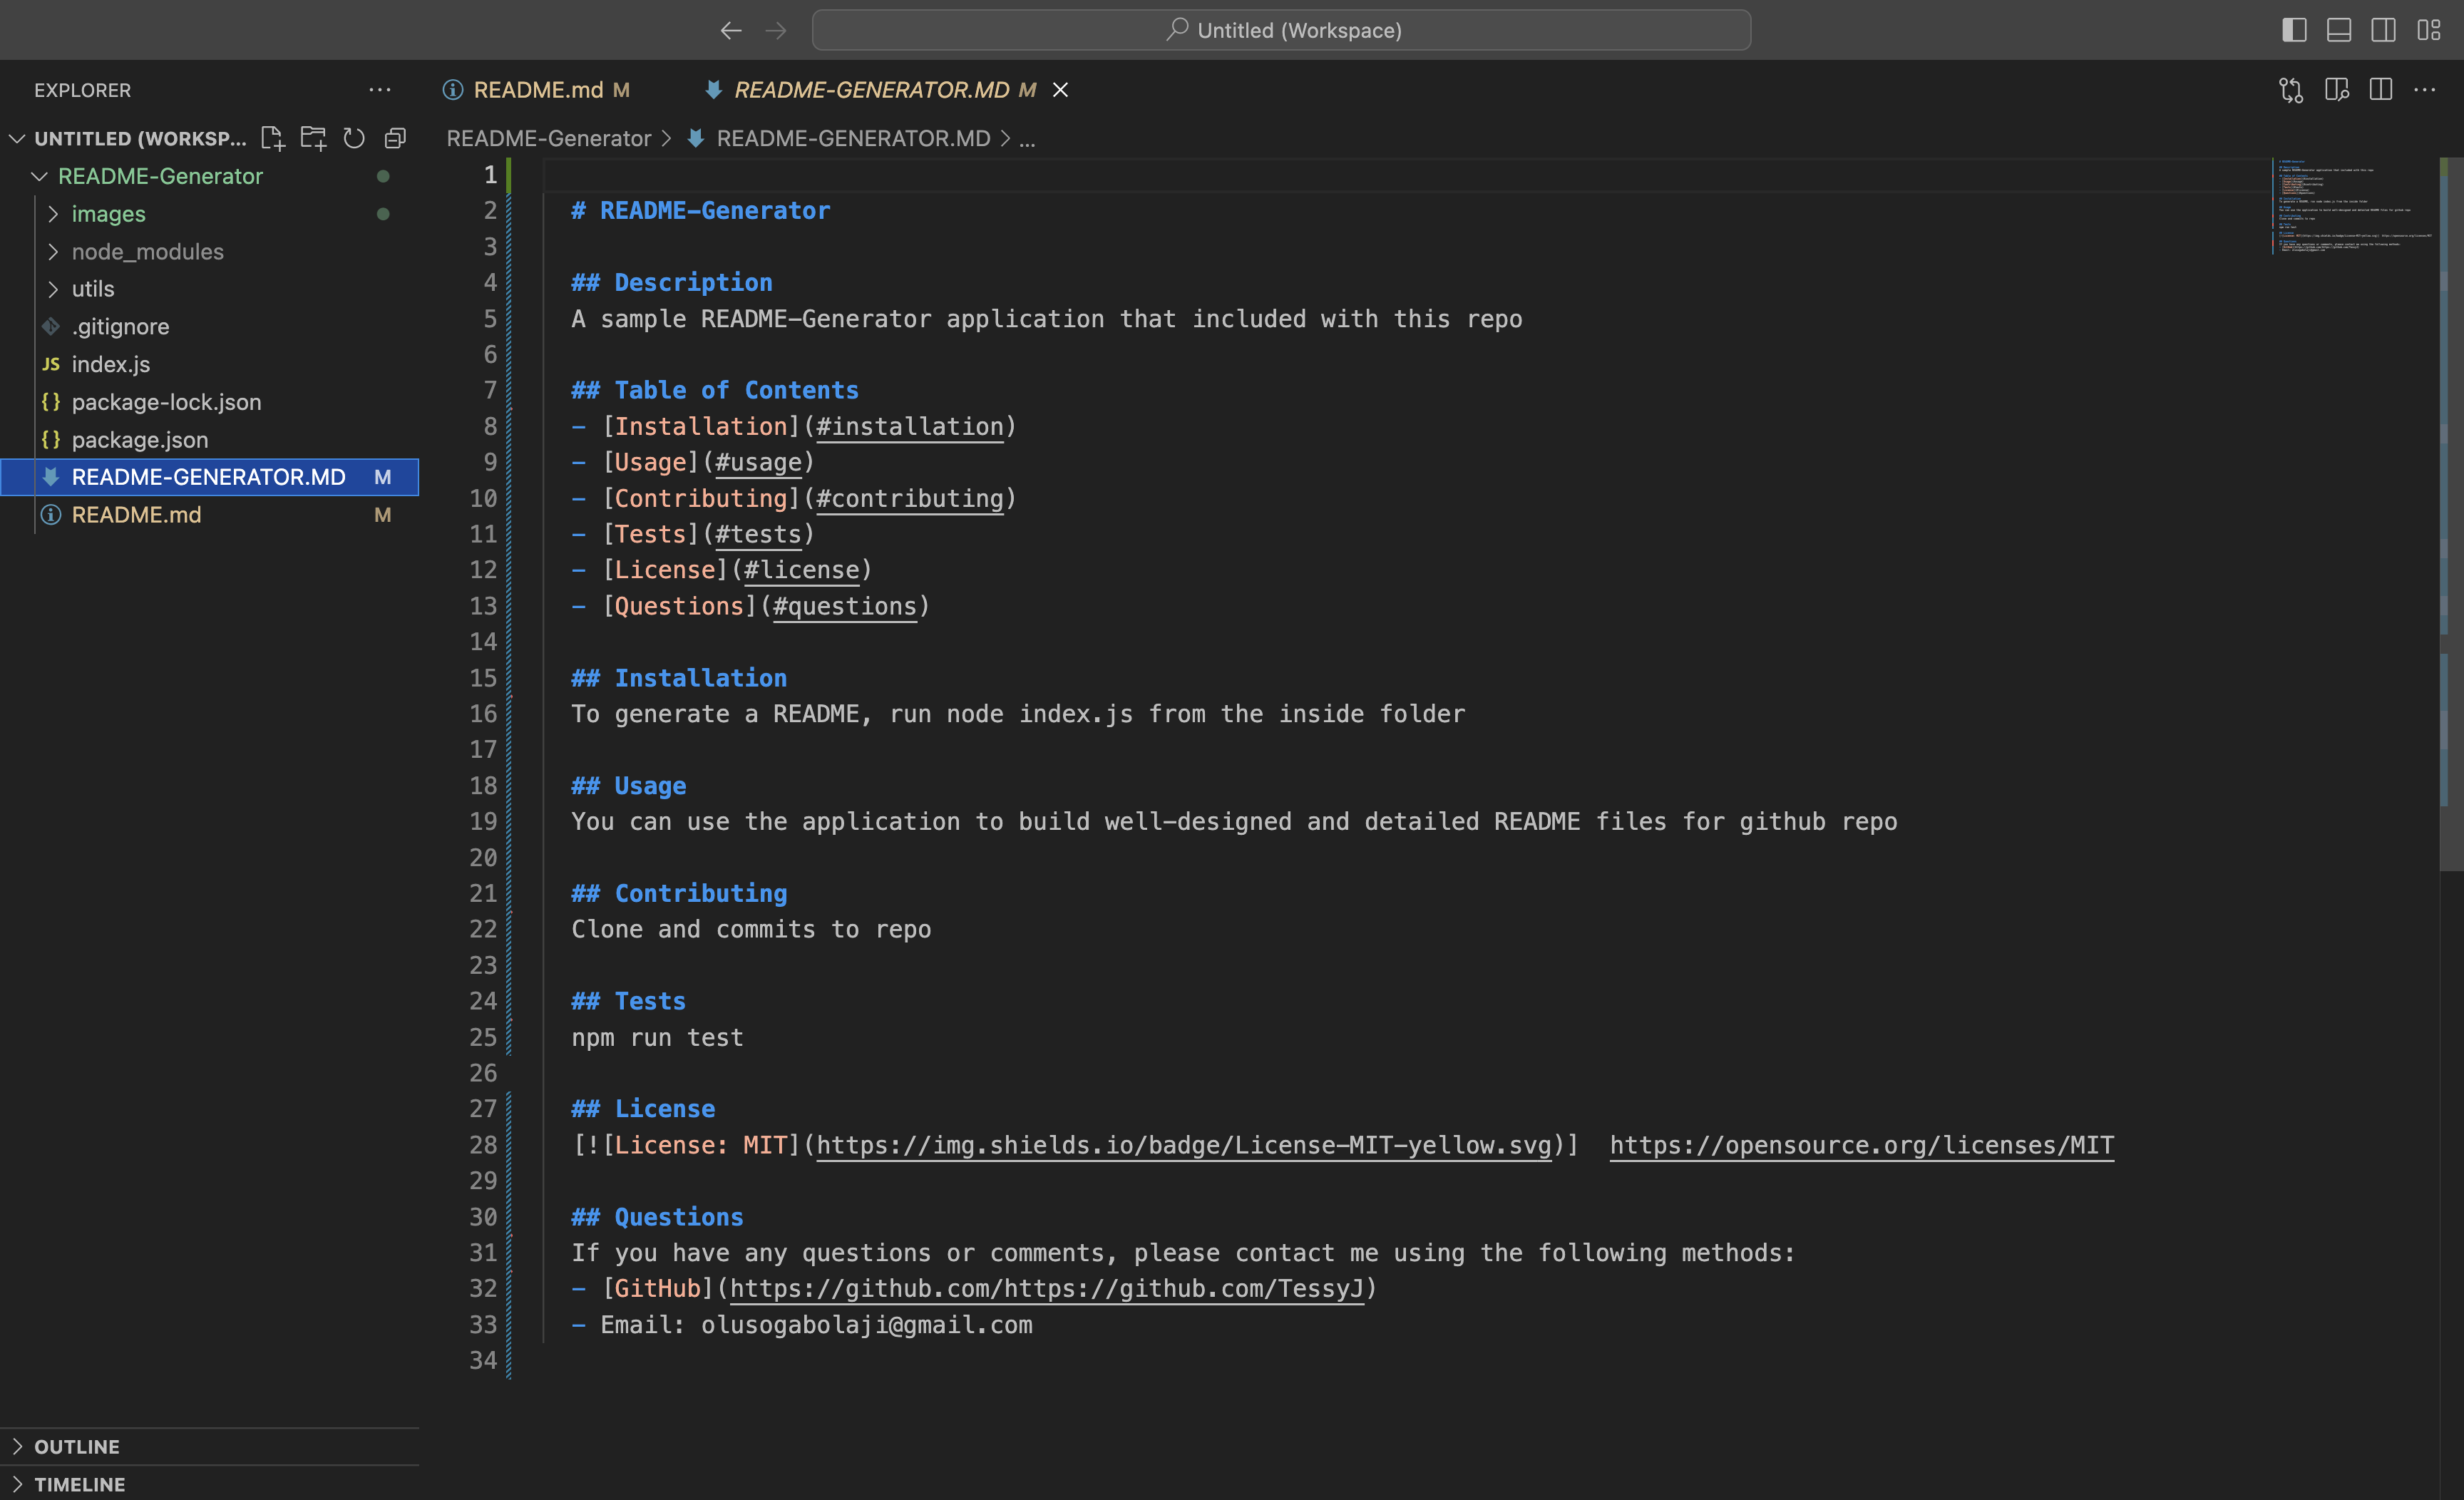 Untitled (Workspace)
EXPLORER
README.md M
README-GENERATOR.MD M
UNTITLED (WORKSP...
README-Generator > README-GENERATOR.MD > ...
README-Generator
images
node_modules
utils
.gitignore
JS index.js
{} package-lock.json
{} package.json
README-GENERATOR.MD M
README.md M
1
2 # README-Generator
3
4 ## Description
5 A sample README-Generator application that included with this repo
6
7 ## Table of Contents
8 - [Installation](#installation)
9 - [Usage](#usage)
10 - [Contributing](#contributing)
11 - [Tests](#tests)
12 - [License](#license)
13 - [Questions](#questions)
14
15 ## Installation
16 To generate a README, run node index.js from the inside folder
17
18 ## Usage
19 You can use the application to build well-designed and detailed README files for github repo
20
21 ## Contributing
22 Clone and commits to repo
23
24 ## Tests
25 npm run test
26
27 ## License
28 [![License: MIT](https://img.shields.io/badge/License-MIT-yellow.svg)]  https://opensource.org/licenses/MIT
29
30 ## Questions
31 If you have any questions or comments, please contact me using the following methods:
32 - [GitHub](https://github.com/https://github.com/TessyJ)
33 - Email: olusogabolaji@gmail.com
34
OUTLINE
TIMELINE